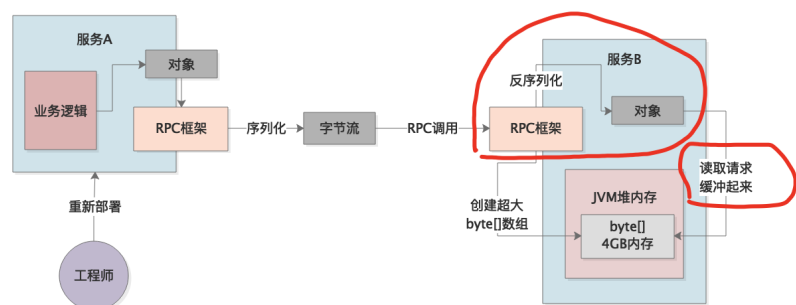 服务A
对象
业务逻辑
RPC框架
序列化
字节流
RPC调用
重新部署
工程师
服务B
反序列化
RPC框架
对象
读取请求
缓冲起来
创建超大
byte[]数组
JVM堆内存
byte[]
4GB内存